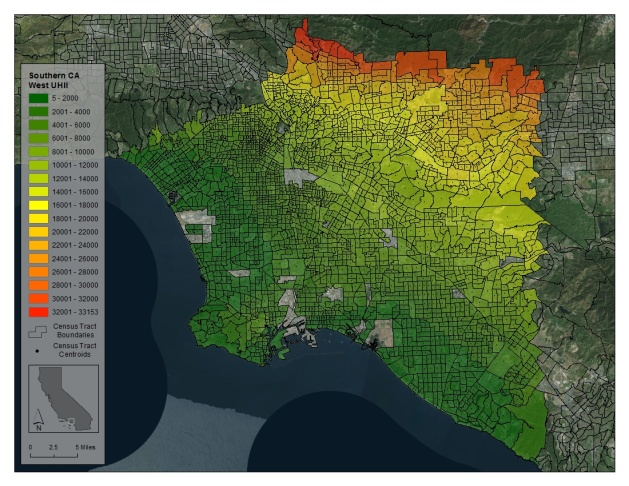 Southern CA
West UHII
5 - 2000
2001 - 4000
4001 - 6000
6001 - 8000
8001 - 10000
10001 - 12000
12001 - 14000
14001 - 16000
16001 - 18000
18001 - 20000
20001 - 22000
22001 - 24000
24001 - 26000
26001 - 28000
28001 - 30000
30001 - 32000
32001 - 33153
Census Tract
Boundaries
Census Tract
Centroids
N
0 2.5 5 Miles